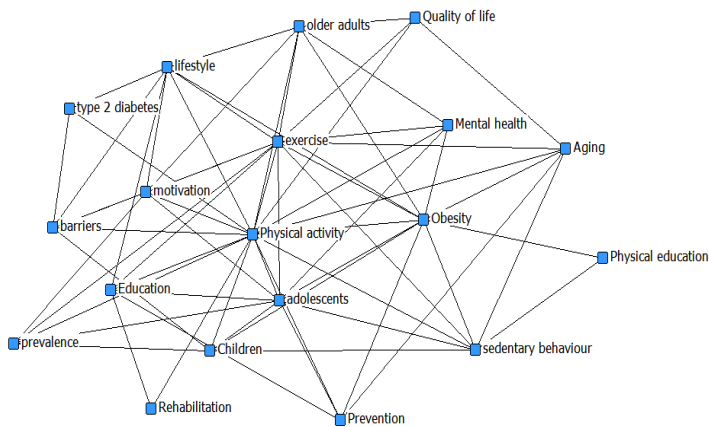 Quality of life
older adults
lifestyle
type 2 diabetes
Mental health
exercise
Aging
motivation
Obesity
barriers
Physical activity
Physical education
Education
adolescents
prevalence
Children
sedentary behaviour
Rehabilitation
Prevention